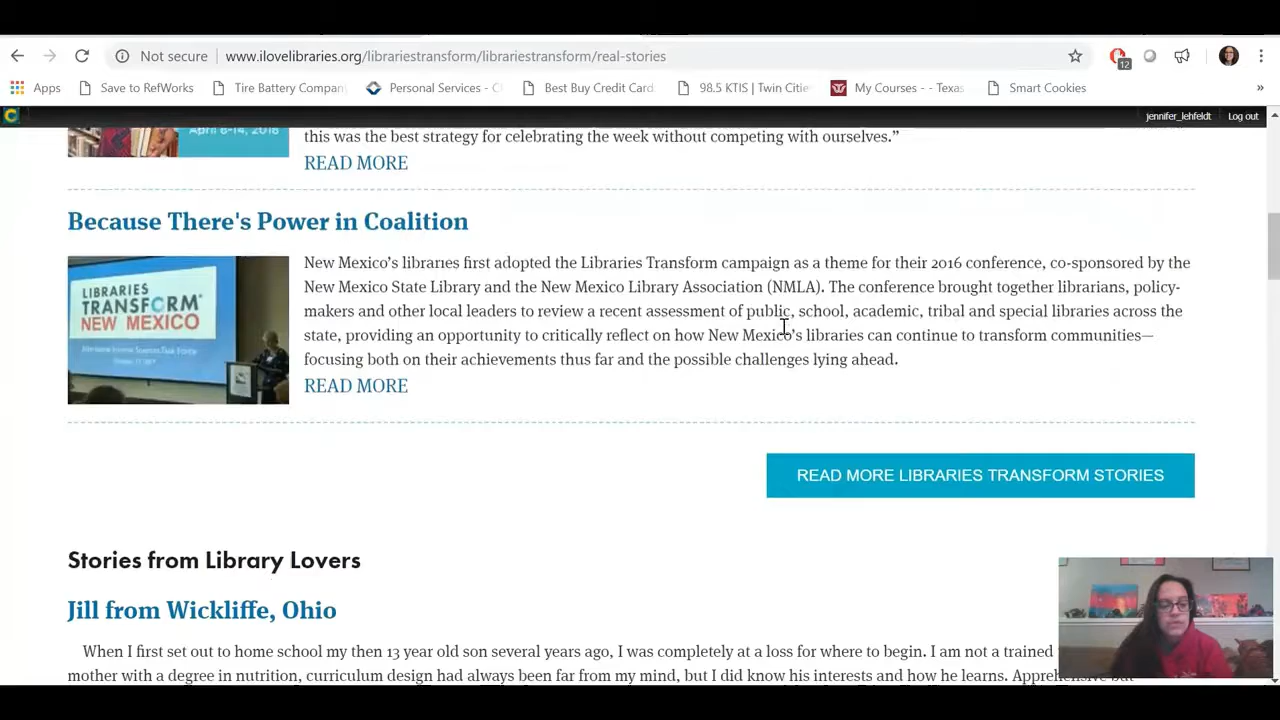 Not secure
www.ilovelibraries.org/librariestransform/librariestransform/real-stories
12
Apps
Save to RefWorks
Tire Battery Compan
Personal Services - C
Best Buy Credit Card
98.5 KTIS | Twin Citie
My Courses - - Texas
Smart Cookies
»
jennifer_lehfeldt
Log out
April 8-14, 2018
this was the best strategy for celebrating the week without competing with ourselves.”
READ MORE
Because There's Power in Coalition
LIBRARIES
TRANSFORM
NEW MEXICO
New Mexico’s libraries first adopted the Libraries Transform campaign as a theme for their 2016 conference, co-sponsored by the
New Mexico State Library and the New Mexico Library Association (NMLA). The conference brought together librarians, policy-
makers and other local leaders to review a recent assessment of public, school, academic, tribal and special libraries across the
state, providing an opportunity to critically reflect on how New Mexico’s libraries can continue to transform communities—
focusing both on their achievements thus far and the possible challenges lying ahead.
READ MORE
READ MORE LIBRARIES TRANSFORM STORIES
Stories from Library Lovers
Jill from Wickliffe, Ohio
When I first set out to home school my then 13 year old son several years ago, I was completely at a loss for where to begin. I am not a trained
mother with a degree in nutrition, curriculum design had always been far from my mind, but I did know his interests and how he learns. Apprehensive but